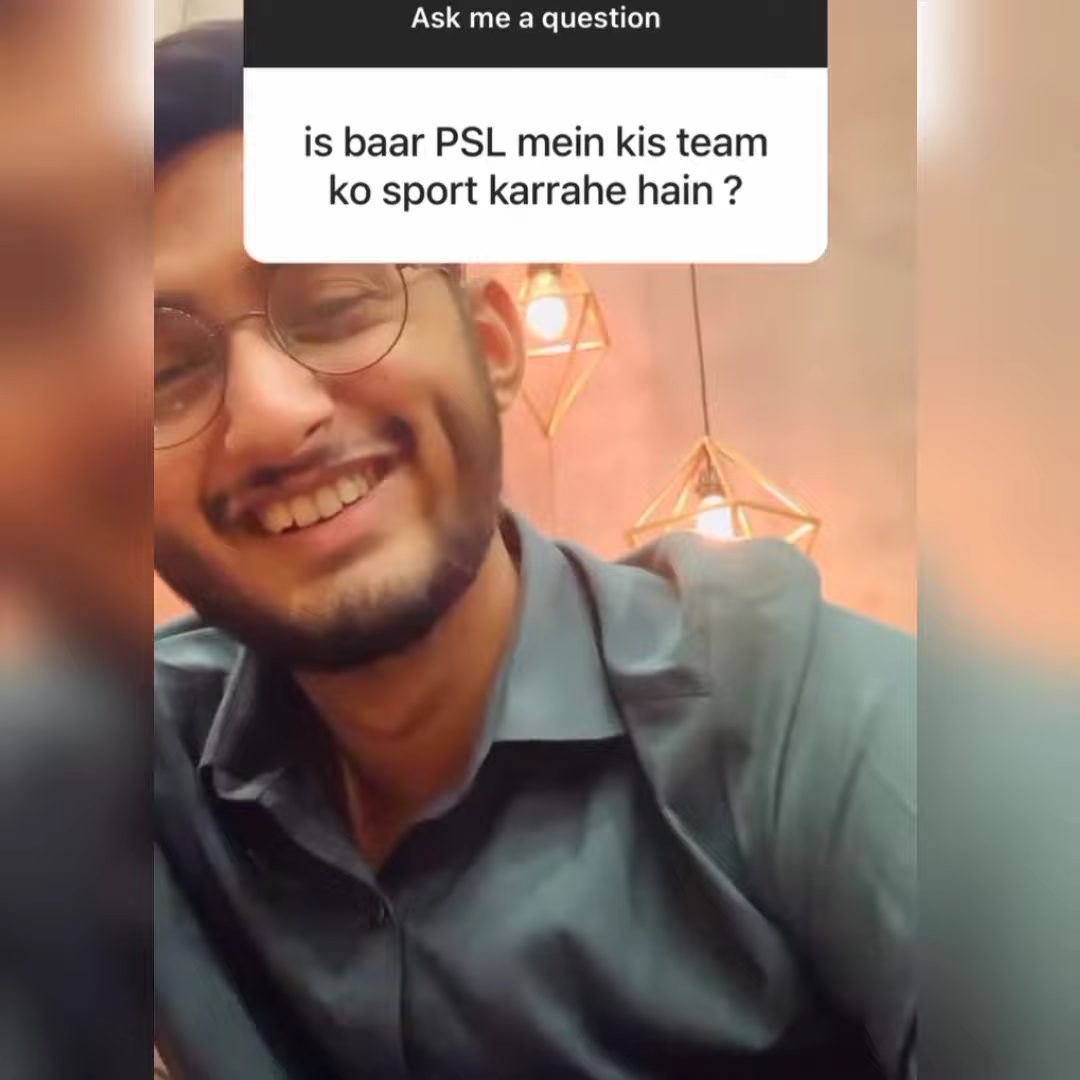 Ask me a question
is baar PSL mein kis team
ko sport karrahe hain ?